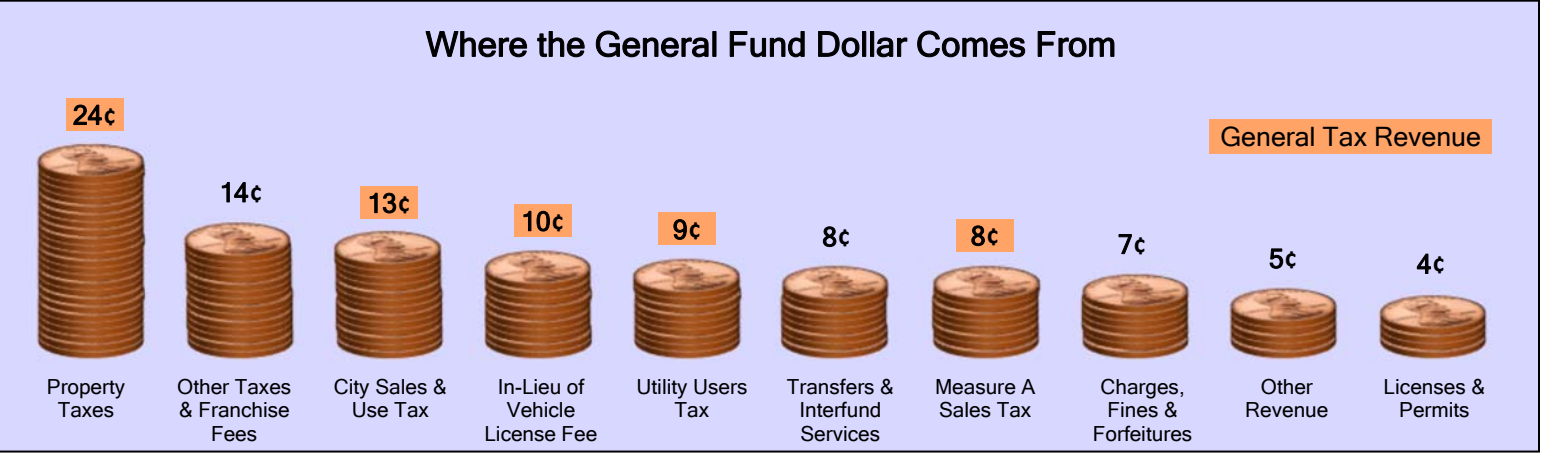 Where the General Fund Dollar Comes From
General Tax Revenue
24¢
14¢
13¢
10¢
9¢
8¢
8¢
7¢
5¢
4¢
Property
Taxes
Other Taxes
& Franchise
Fees
City Sales &
Use Tax
In-Lieu of
Vehicle
License Fee
Utility Users
Tax
Transfers &
Interfund
Services
Measure A
Sales Tax
Charges,
Fines &
Forfeitures
Other
Revenue
Licenses &
Permits